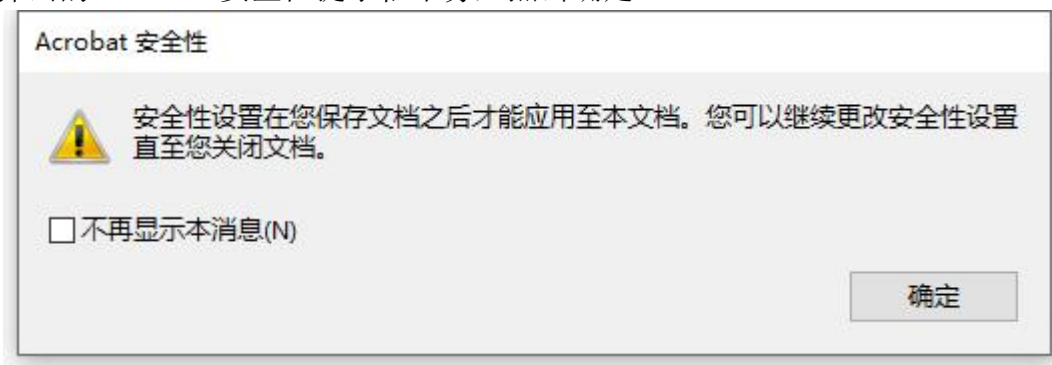 Acrobat 安全性
安全性设置在您保存文档之后才能应用至本文档。您可以继续更改安全性设置
直至您关闭文档。
不再显示本消息(N)
确定